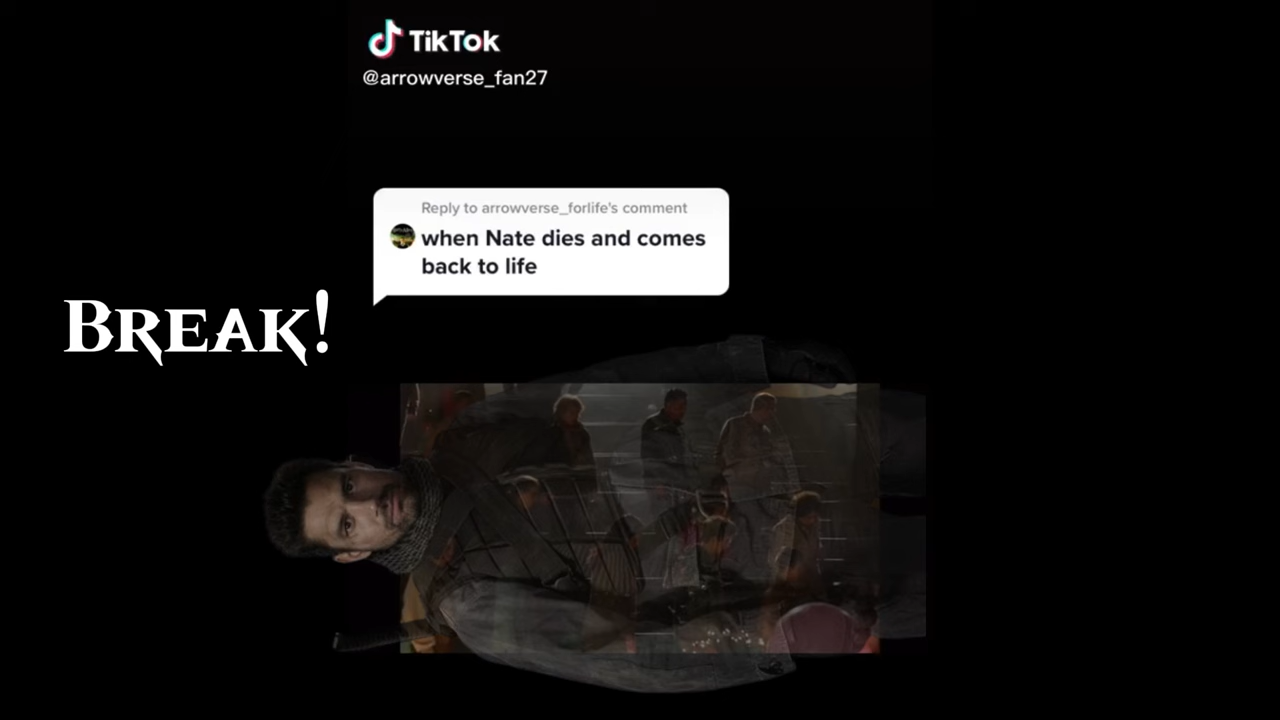 TikTok
@arrowverse_fan27
Reply to arrowverse_forlife's comment
when Nate dies and comes
back to life
BREAK!